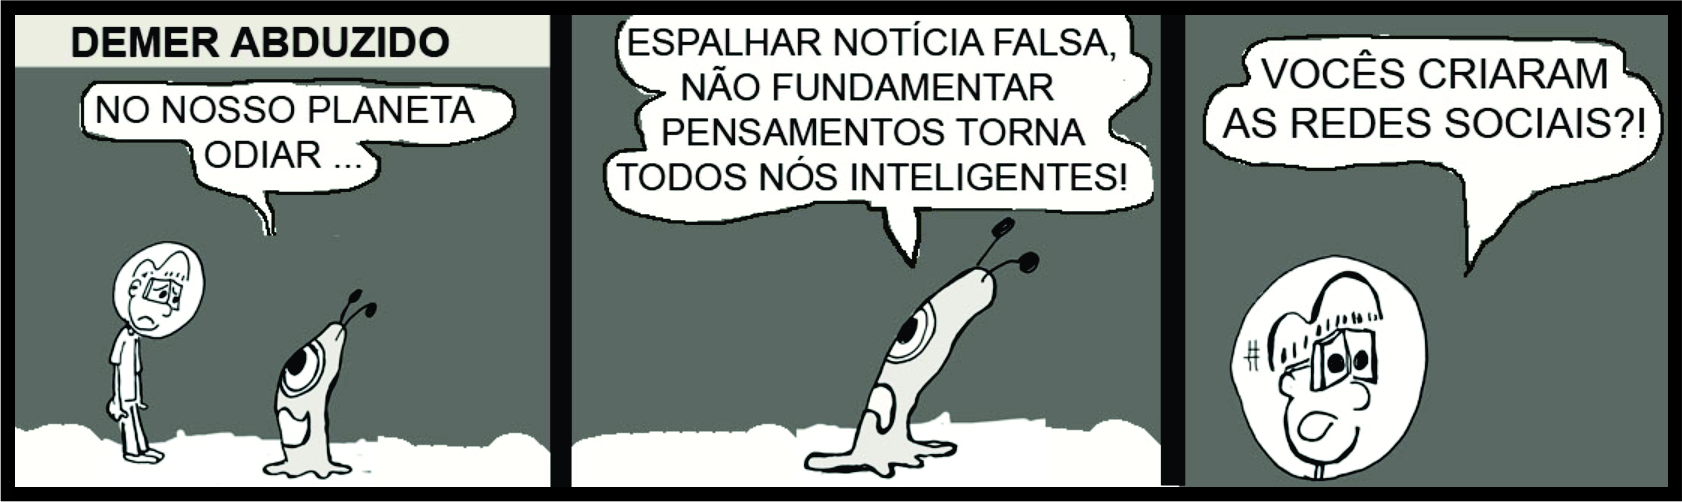 DEMER ABDUZIDO
NO NOSSO PLANETA
ODIAR ...
ESPALHAR NOTÍCIA FALSA,
NÃO FUNDAMENTAR
PENSAMENTOS TORNA
TODOS NÓS INTELIGENTES!
VOCÊS CRIARAM
AS REDES SOCIAIS?!
#